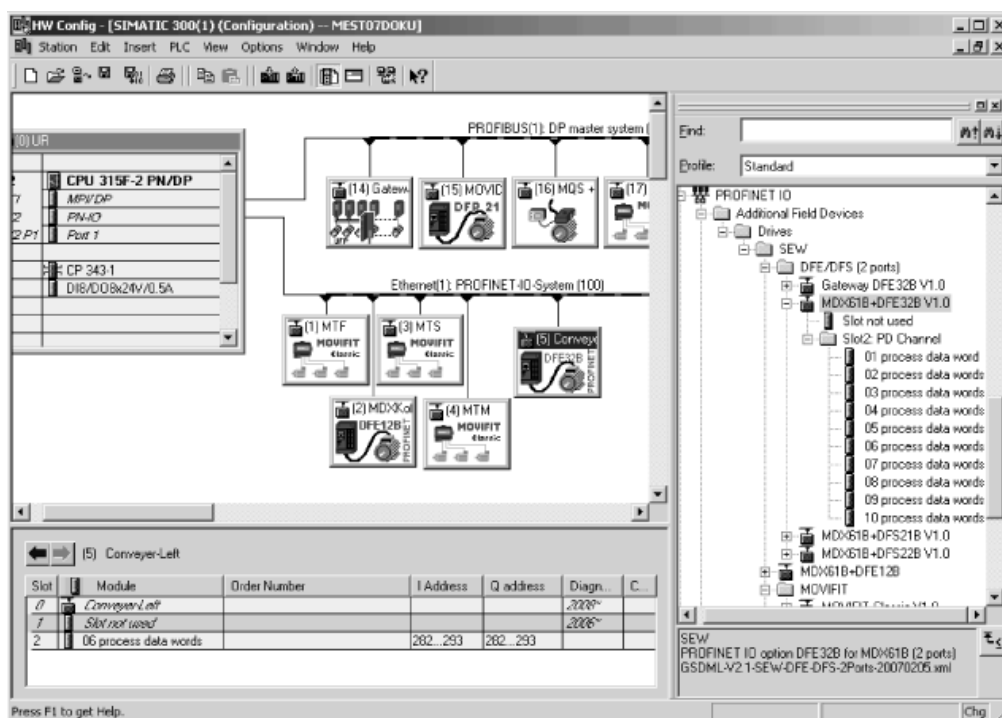 HW Config - [SIMATIC 300(1) (Configuration) -- MEST07DOKU]
Station Edit Insert PLC View Options Window Help
(0) UR
2 CPU 315F-2 PN/DP
MPI/DP
2 PN-IO
2 P1 Port 1
CP 343-1
DI8/DO8x24V/0.5A
PROFIBUS(1): DP master system (
(14) Gatew
(15) MOVID
DFP 21
(16) MQS +
(17)
Ethernet(1): PROFINET-IO-System (100)
(1) MTF
MOVIFIT
Classic
(3) MTS
MOVIFIT
Classic
(5) Conveye
DFE32B
PROFINET
(2) MDXKol
DFE12B
PROFINET
(4) MTM
MOVIFIT
Classic
Find:
Profile: Standard
PROFINET IO
Additional Field Devices
Drives
SEW
DFE/DFS (2 ports)
Gateway DFE32B V1.0
MDX61B+DFE32B V1.0
Slot not used
Slot2: PD Channel
01 process data word
02 process data words
03 process data words
04 process data words
05 process data words
06 process data words
07 process data words
08 process data words
09 process data words
10 process data words
MDX61B+DFS21B V1.0
MDX61B+DFS22B V1.0
MDX61B+DFE12B
MOVIFIT
MOVIFIT Classic V1.0
(5) Conveyer-Left
Slot Module Order Number I Address Q address Diagn... C...
0 Conveyer-Left 2008~
1 Slot not used 2006~
2 06 process data words 282...293 282...293
SEW
PROFINET IO option DFE32B for MDX61B (2 ports)
GSDML-V2.1-SEW-DFE-DFS-2Ports-20070205.xml
Press F1 to get Help.
Chg